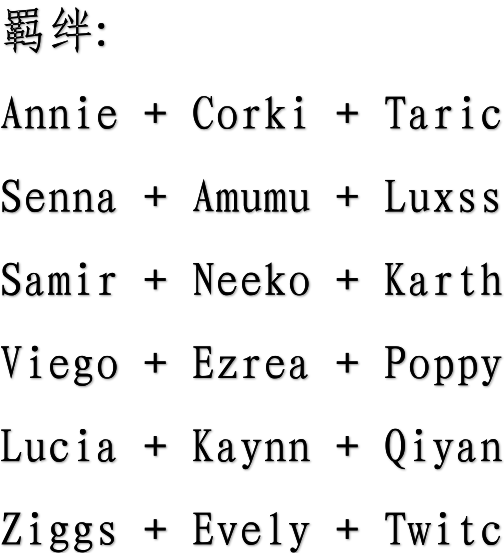 羁绊:
Annie + Corki + Taric
Senna + Amumu + Luxss
Samir + Neeko + Karth
Viego + Ezrea + Poppy
Lucia + Kaynn + Qiyan
Ziggs + Evely + Twitc